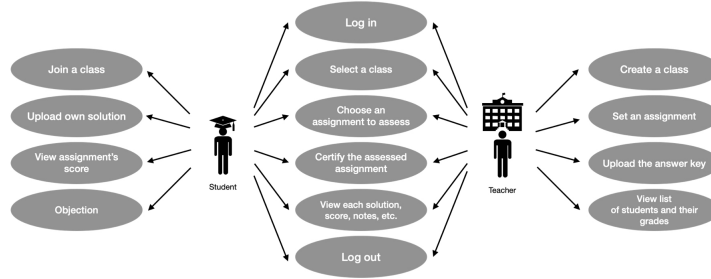 Join a class
Upload own solution
View assignment's
score
Objection
Student
Log in
Select a class
Choose an
assignment to assess
Certify the assessed
assignment
View each solution,
score, notes, etc.
Log out
Teacher
Create a class
Set an assignment
Upload the answer key
View list
of students and their
grades